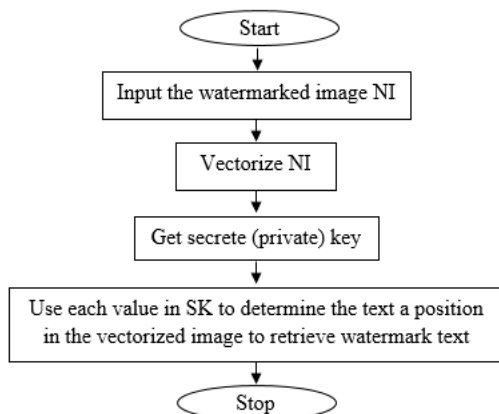 Start
Input the watermarked image NI
Vectorize NI
Get secrete (private) key
Use each value in SK to determine the text a position
in the vectorized image to retrieve watermark text
Stop